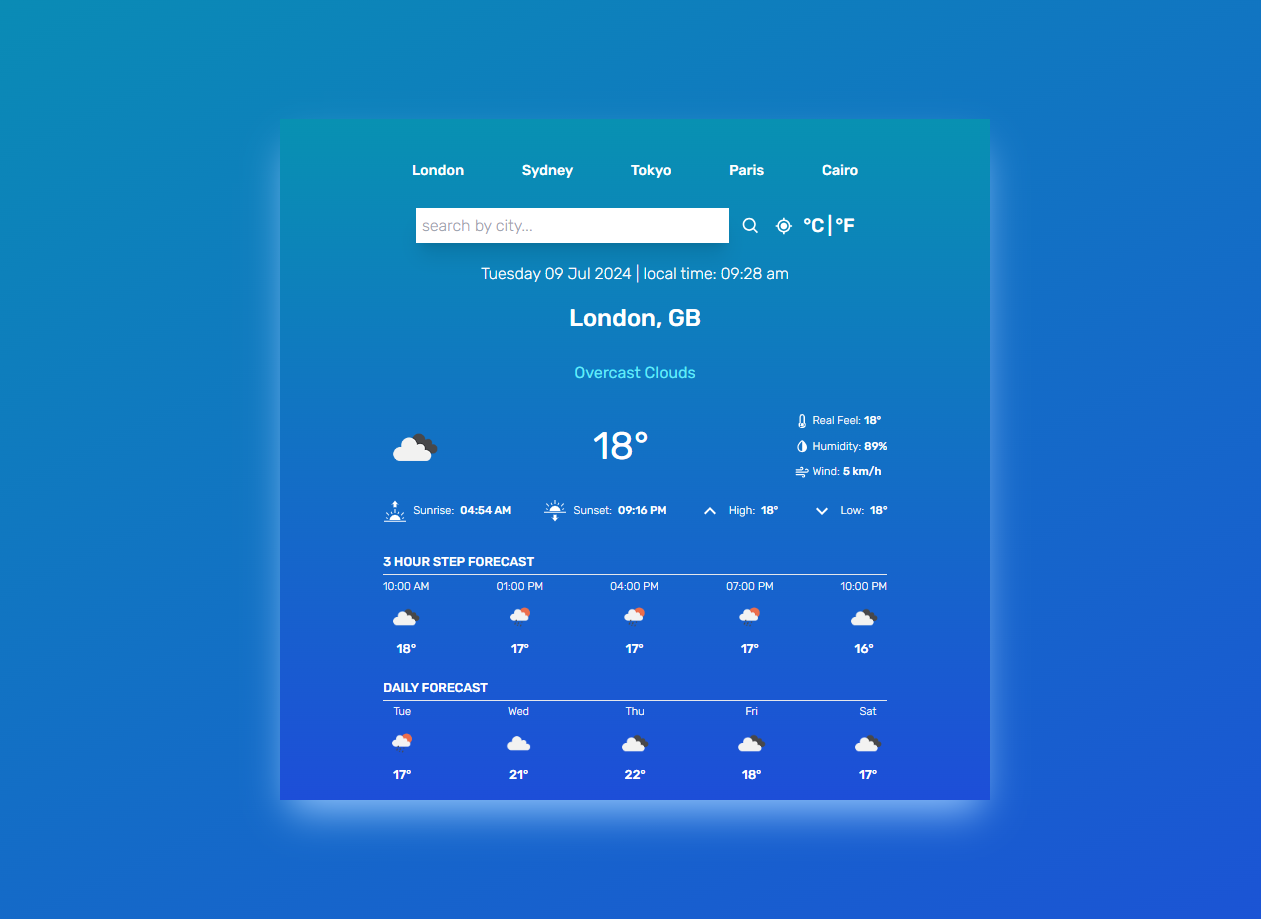 London Sydney Tokyo Paris Cairo
search by city... °C | °F
Tuesday 09 Jul 2024 | local time: 09:28 am
London, GB
Overcast Clouds
18°
Real Feel: 18°
Humidity: 89%
Wind: 5 km/h
Sunrise: 04:54 AM Sunset: 09:16 PM High: 18° Low: 18°
3 HOUR STEP FORECAST
10:00 AM 01:00 PM 04:00 PM 07:00 PM 10:00 PM
18° 17° 17° 17° 16°
DAILY FORECAST
Tue Wed Thu Fri Sat
17° 21° 22° 18° 17°